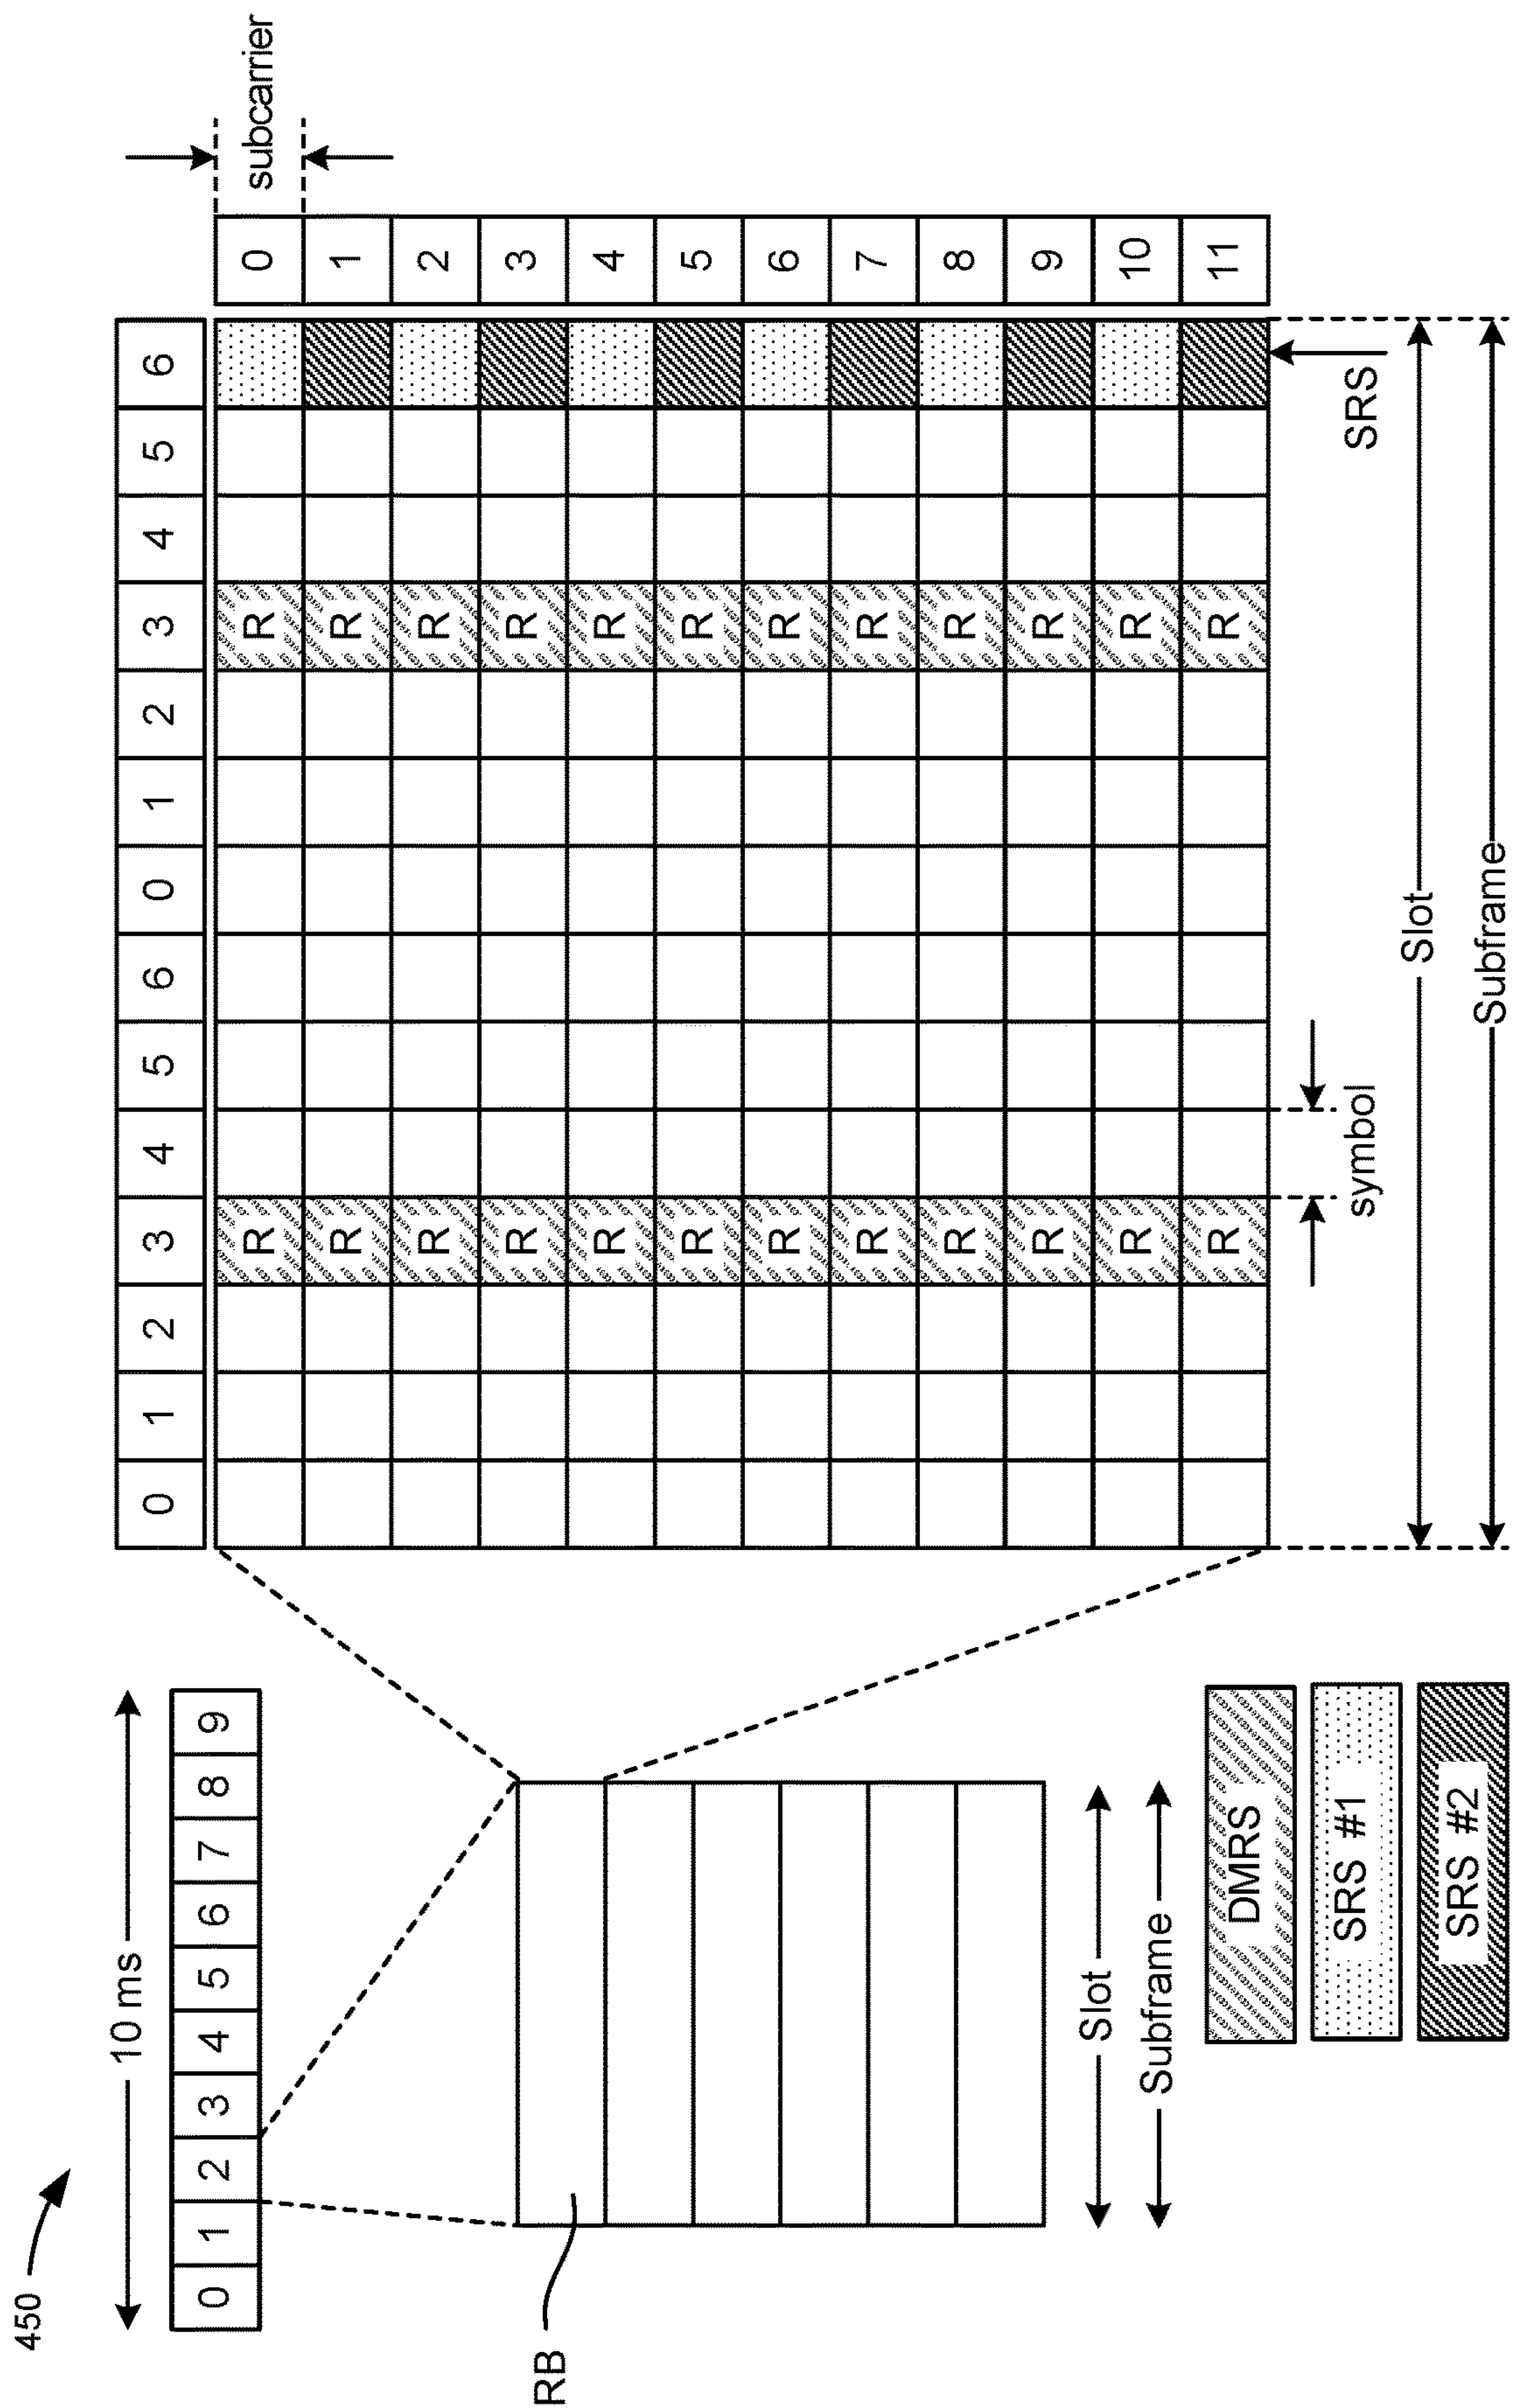 450
10 ms
0 1 2 3 4 5 6 7 8 9
RB
Slot
Subframe
DMRS
SRS #1
SRS #2
0 1 2 3 4 5 6 0 1 2 3 4 5 6
subcarrier
R R 0
R R 1
R R 2
R R 3
R R 4
R R 5
R R 6
R R 7
R R 8
R R 9
R R 10
R R 11
symbol
SRS
Slot
Subframe